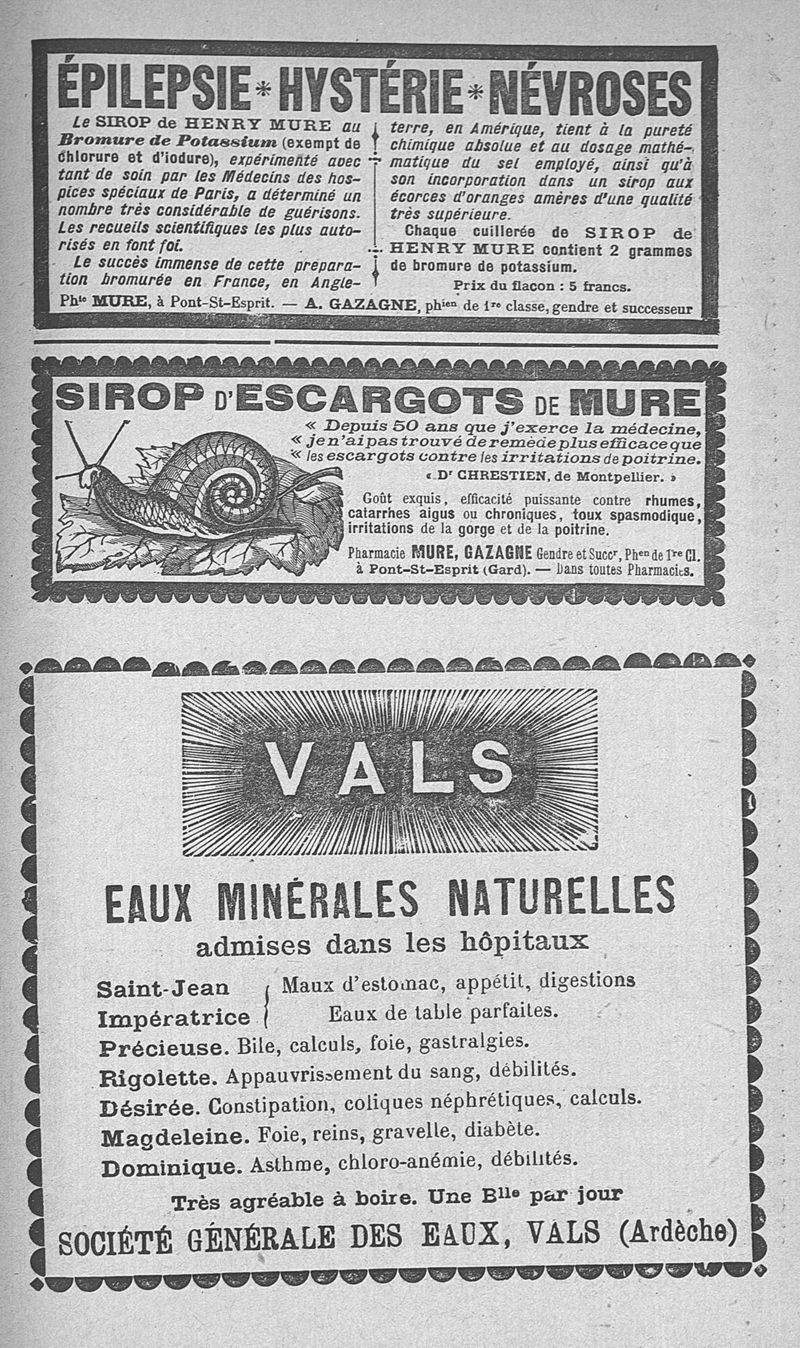 ÉPILEPSIE * HYSTÉRIE * NÉVROSES
Le SIROP de HENRY MURE au
Bromure de Potassium (exempt de
chlorure et d'iodure), expérimenté avec
tant de soin par les Médecins des hos-
pices spéciaux de Paris, a déterminé un
nombre très considérable de guérisons.
Les recueils scientifiques les plus auto-
risés en font foi.
Le succès immense de cette prépara-
tion bromurée en France, en Angle-
terre, en Amérique, tient à la pureté
chimique absolue et au dosage mathé-
matique du sel employé, ainsi qu'à
son incorporation dans un sirop aux
écorces d'oranges amères d'une qualité
très supérieure.
Chaque cuillerée de SIROP de
HENRY MURE contient 2 grammes
de bromure de potassium.
Prix du flacon : 5 francs.
Phie MURE, à Pont-St-Esprit. — A. GAZAGNE, phien de 1re classe, gendre et successeur
SIROP D'ESCARGOTS DE MURE
« Depuis 50 ans que j'exerce la médecine,
« je n'ai pas trouvé de remède plus efficace que
« les escargots contre les irritations de poitrine.
« Dr CHRESTIEN, de Montpellier. »
Goût exquis, efficacité puissante contre rhumes,
catarrhes aigus ou chroniques, toux spasmodique,
irritations de la gorge et de la poitrine.
Pharmacie MURE, GAZAGNE Gendre et Succr, Phen de 1re Cl.
à Pont-St-Esprit (Gard). — Dans toutes Pharmacies.
VALS
EAUX MINÉRALES NATURELLES
admises dans les hôpitaux
Saint-Jean { Maux d'estomac, appétit, digestions
Impératrice { Eaux de table parfaites.
Précieuse. Bile, calculs, foie, gastralgies.
Rigolette. Appauvrissement du sang, débilités.
Désirée. Constipation, coliques néphrétiques, calculs.
Magdeleine. Foie, reins, gravelle, diabète.
Dominique. Asthme, chloro-anémie, débilités.
Très agréable à boire. Une Blle par jour
SOCIÉTÉ GÉNÉRALE DES EAUX, VALS (Ardèche)